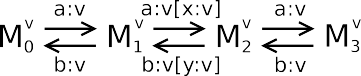 a:v a:v[x:v] a:v
M₀ᵛ M₁ᵛ M₂ᵛ M₃ᵛ
b:v b:v[y:v] b:v